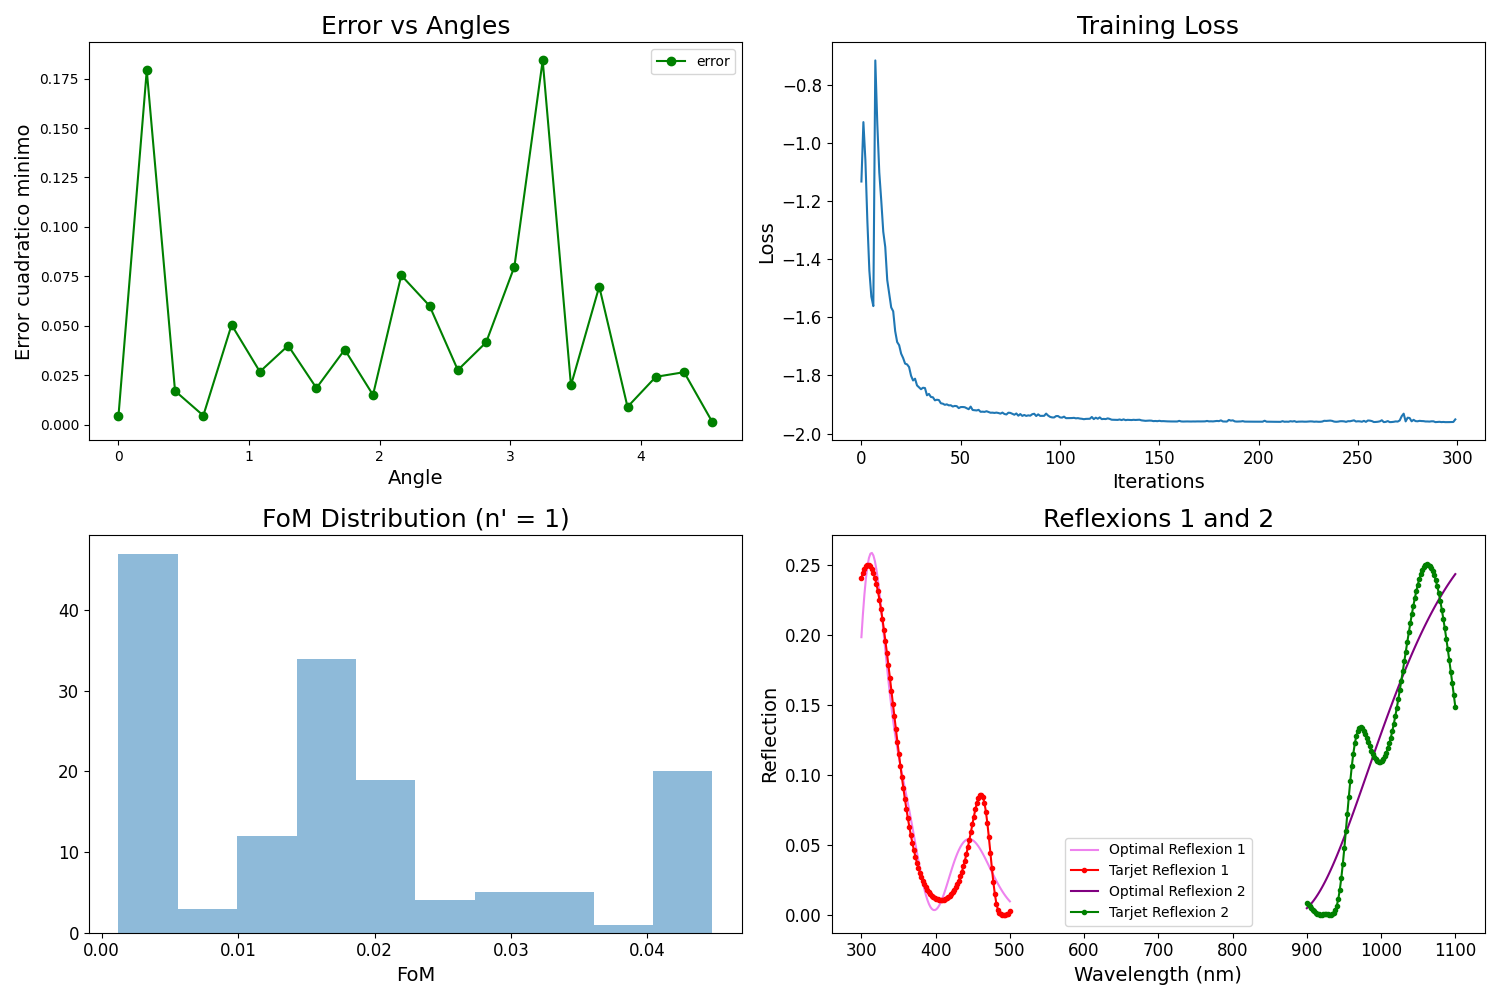 Error vs Angles
Error cuadratico minimo
0.175
0.150
0.125
0.100
0.075
0.050
0.025
0.000
error
0 1 2 3 4
Angle
Training Loss
Loss
−0.8
−1.0
−1.2
−1.4
−1.6
−1.8
−2.0
0 50 100 150 200 250 300
Iterations
FoM Distribution (n' = 1)
40
30
20
10
0
0.00 0.01 0.02 0.03 0.04
FoM
Reflexions 1 and 2
Reflection
0.25
0.20
0.15
0.10
0.05
0.00
Optimal Reflexion 1
Tarjet Reflexion 1
Optimal Reflexion 2
Tarjet Reflexion 2
300 400 500 600 700 800 900 1000 1100
Wavelength (nm)